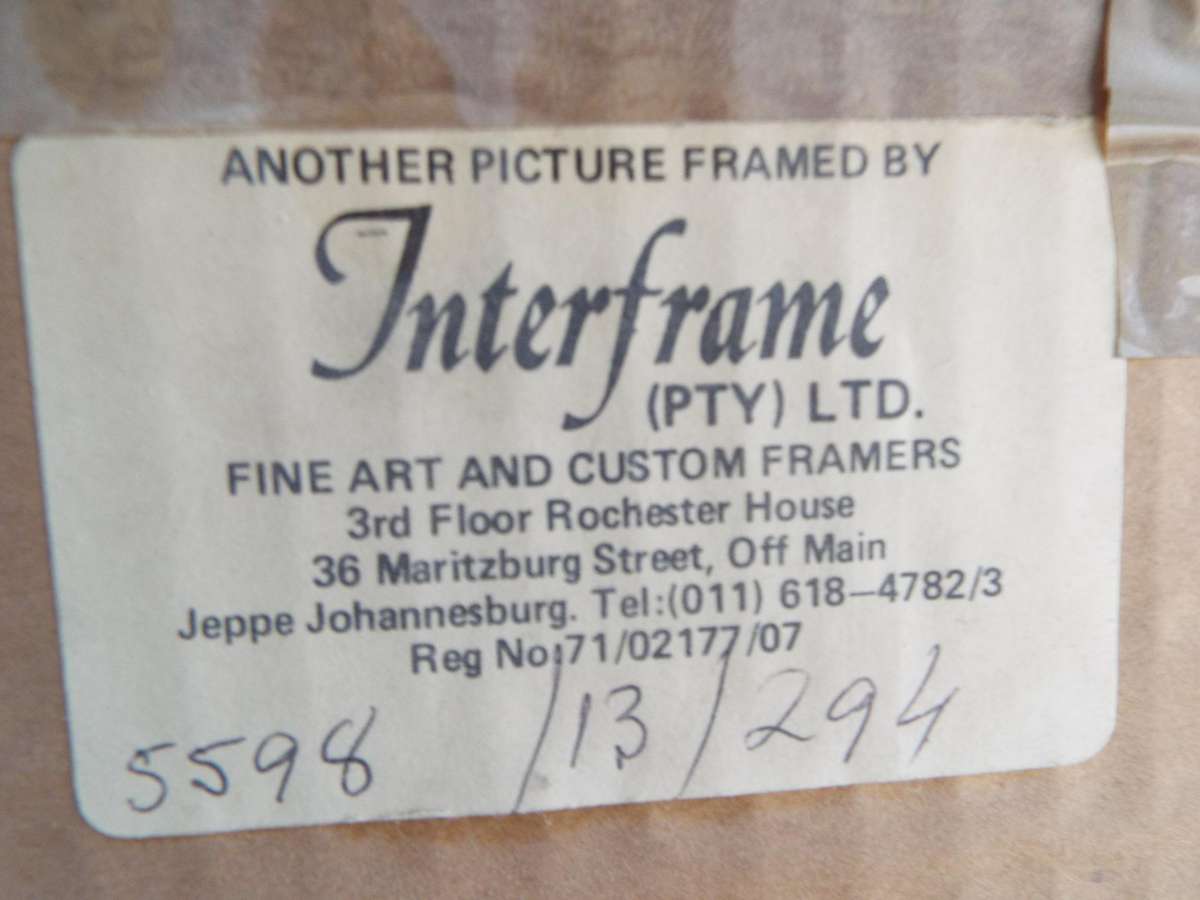 ANOTHER PICTURE FRAMED BY
Interframe
(PTY) LTD.
FINE ART AND CUSTOM FRAMERS
3rd Floor Rochester House
36 Maritzburg Street, Off Main
Jeppe Johannesburg. Tel:(011) 618-4782/3
Reg No:71/02177/07
5598 /13/294